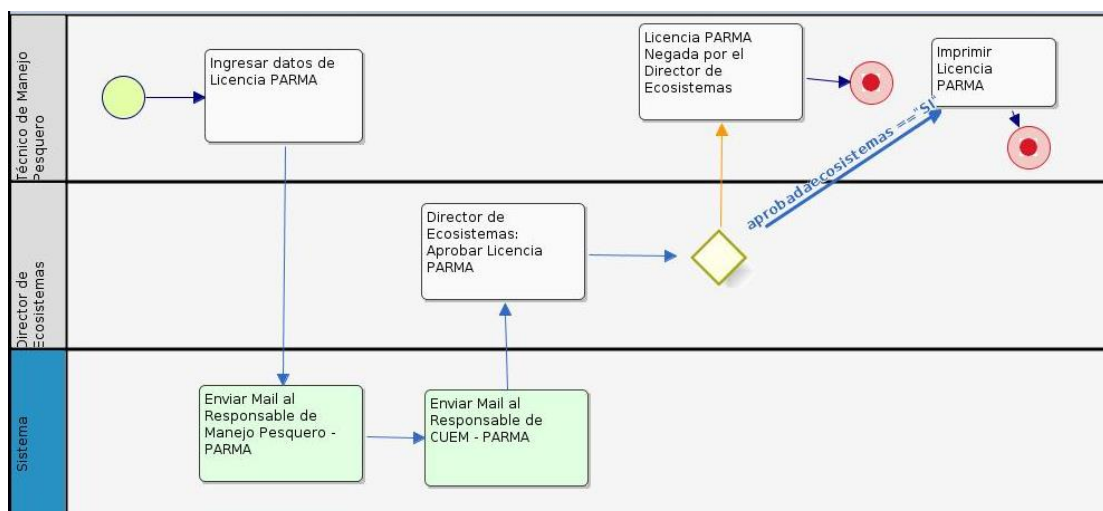 Técnico de Manejo
Pesquero
Ingresar datos de
Licencia PARMA
Licencia PARMA
Negada por el
Director de
Ecosistemas
Imprimir
Licencia
PARMA
aprobadaecosistemas =="SI"
Director de
Ecosistemas
Director de
Ecosistemas:
Aprobar Licencia
PARMA
Sistema
Enviar Mail al
Responsable de
Manejo Pesquero -
PARMA
Enviar Mail al
Responsable de
CUEM - PARMA